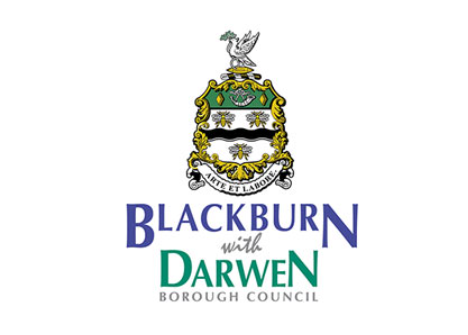 ARTE ET LABORE.
BLACKBURN
with
DARWEN
BOROUGH COUNCIL